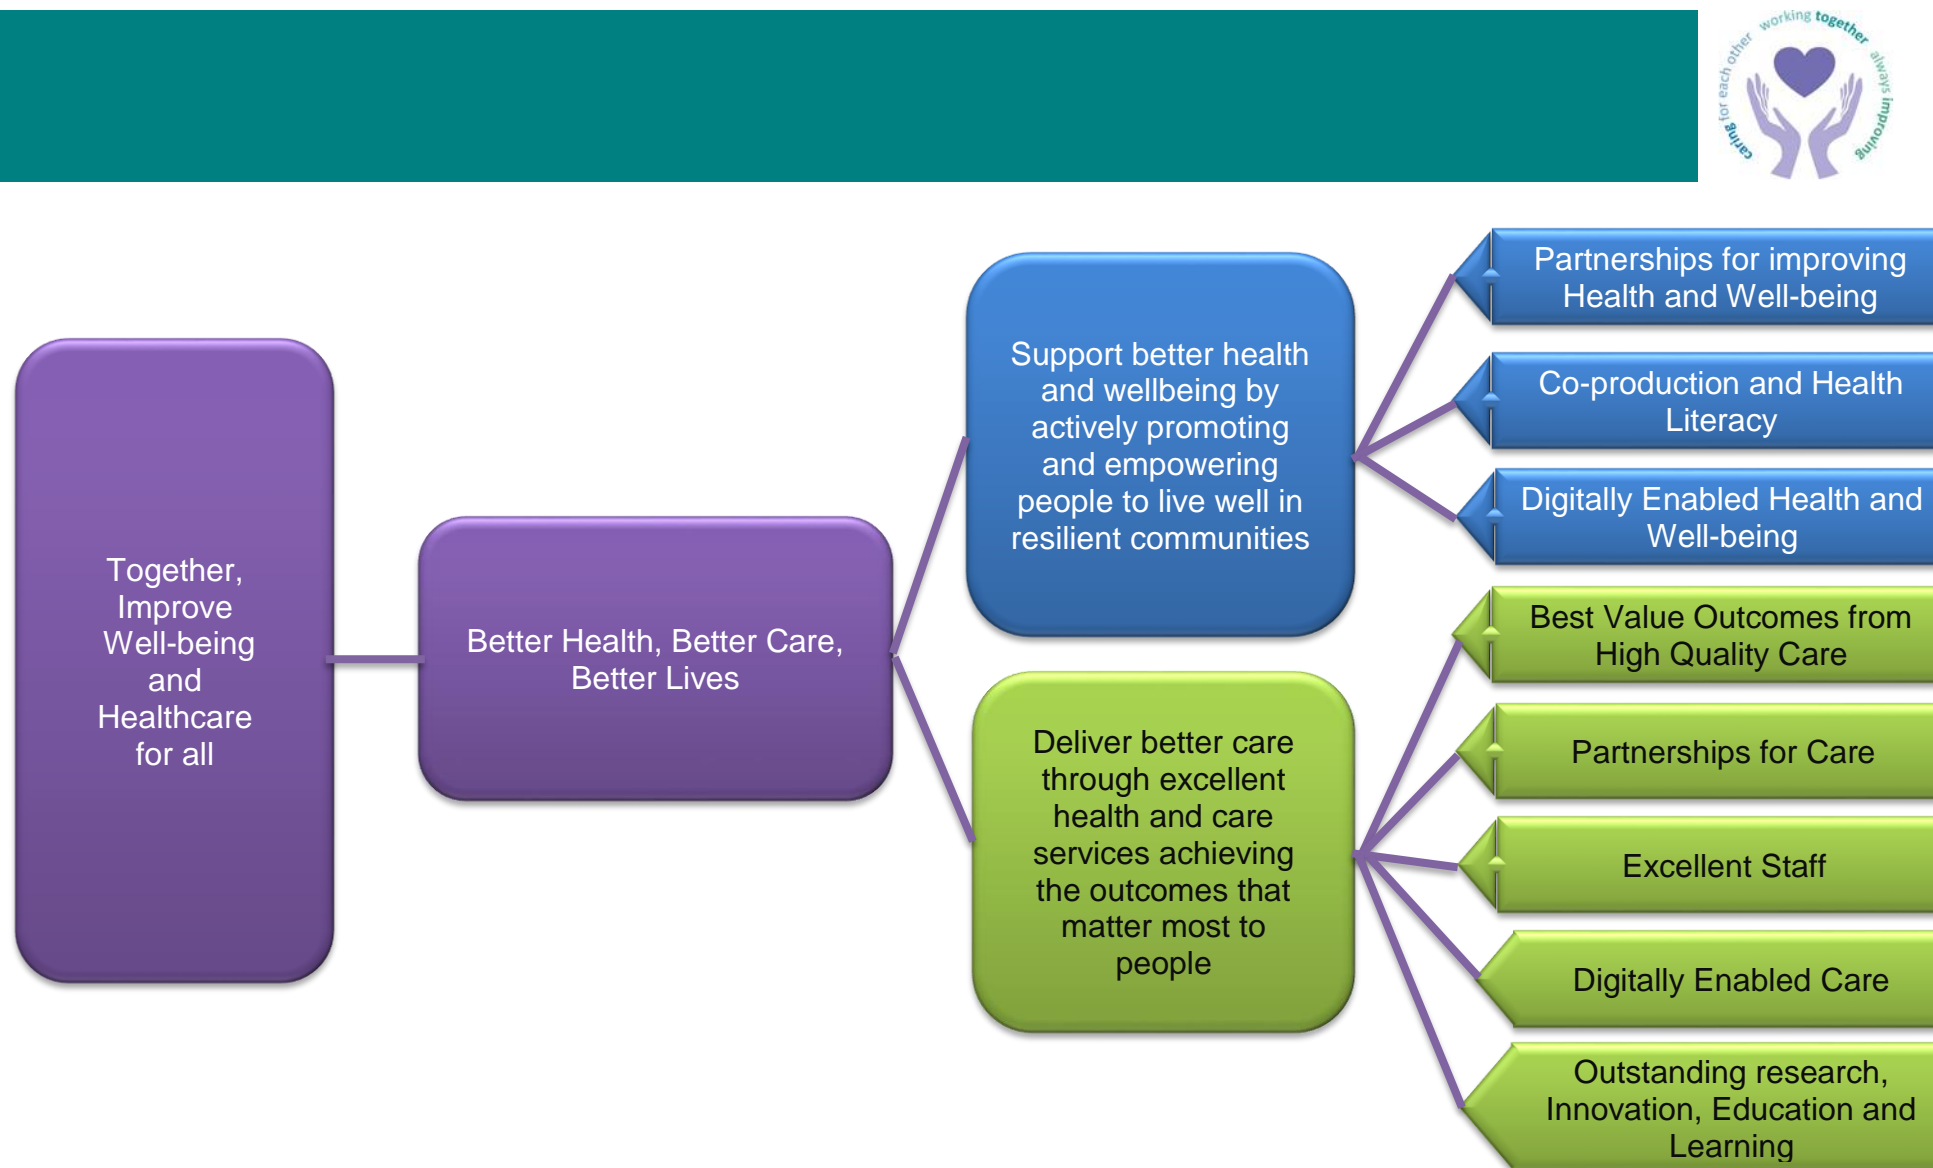 caring for each other working together always improving
Together,
Improve
Well-being
and
Healthcare
for all
Better Health, Better Care,
Better Lives
Support better health
and wellbeing by
actively promoting
and empowering
people to live well in
resilient communities
Deliver better care
through excellent
health and care
services achieving
the outcomes that
matter most to
people
Partnerships for improving
Health and Well-being
Co-production and Health
Literacy
Digitally Enabled Health and
Well-being
Best Value Outcomes from
High Quality Care
Partnerships for Care
Excellent Staff
Digitally Enabled Care
Outstanding research,
Innovation, Education and
Learning